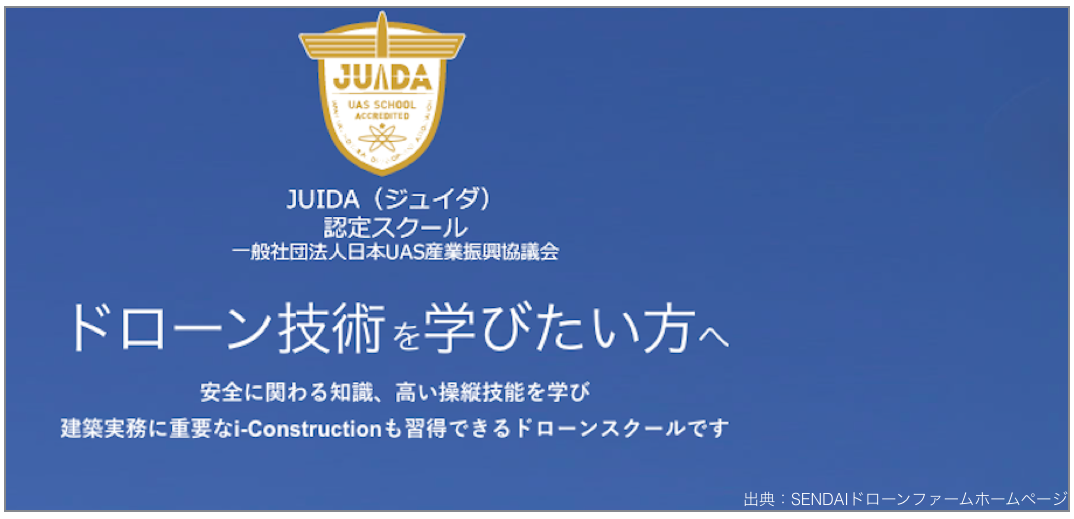 JUIDA
UAS SCHOOL
ACCREDITED
JUIDA（ジュイダ）
認定スクール
一般社団法人日本UAS産業振興協議会
ドローン技術を学びたい方へ
安全に関わる知識、高い操縦技能を学び
建築実務に重要なi-Constructionも習得できるドローンスクールです
出典：SENDAIドローンファームホームページ